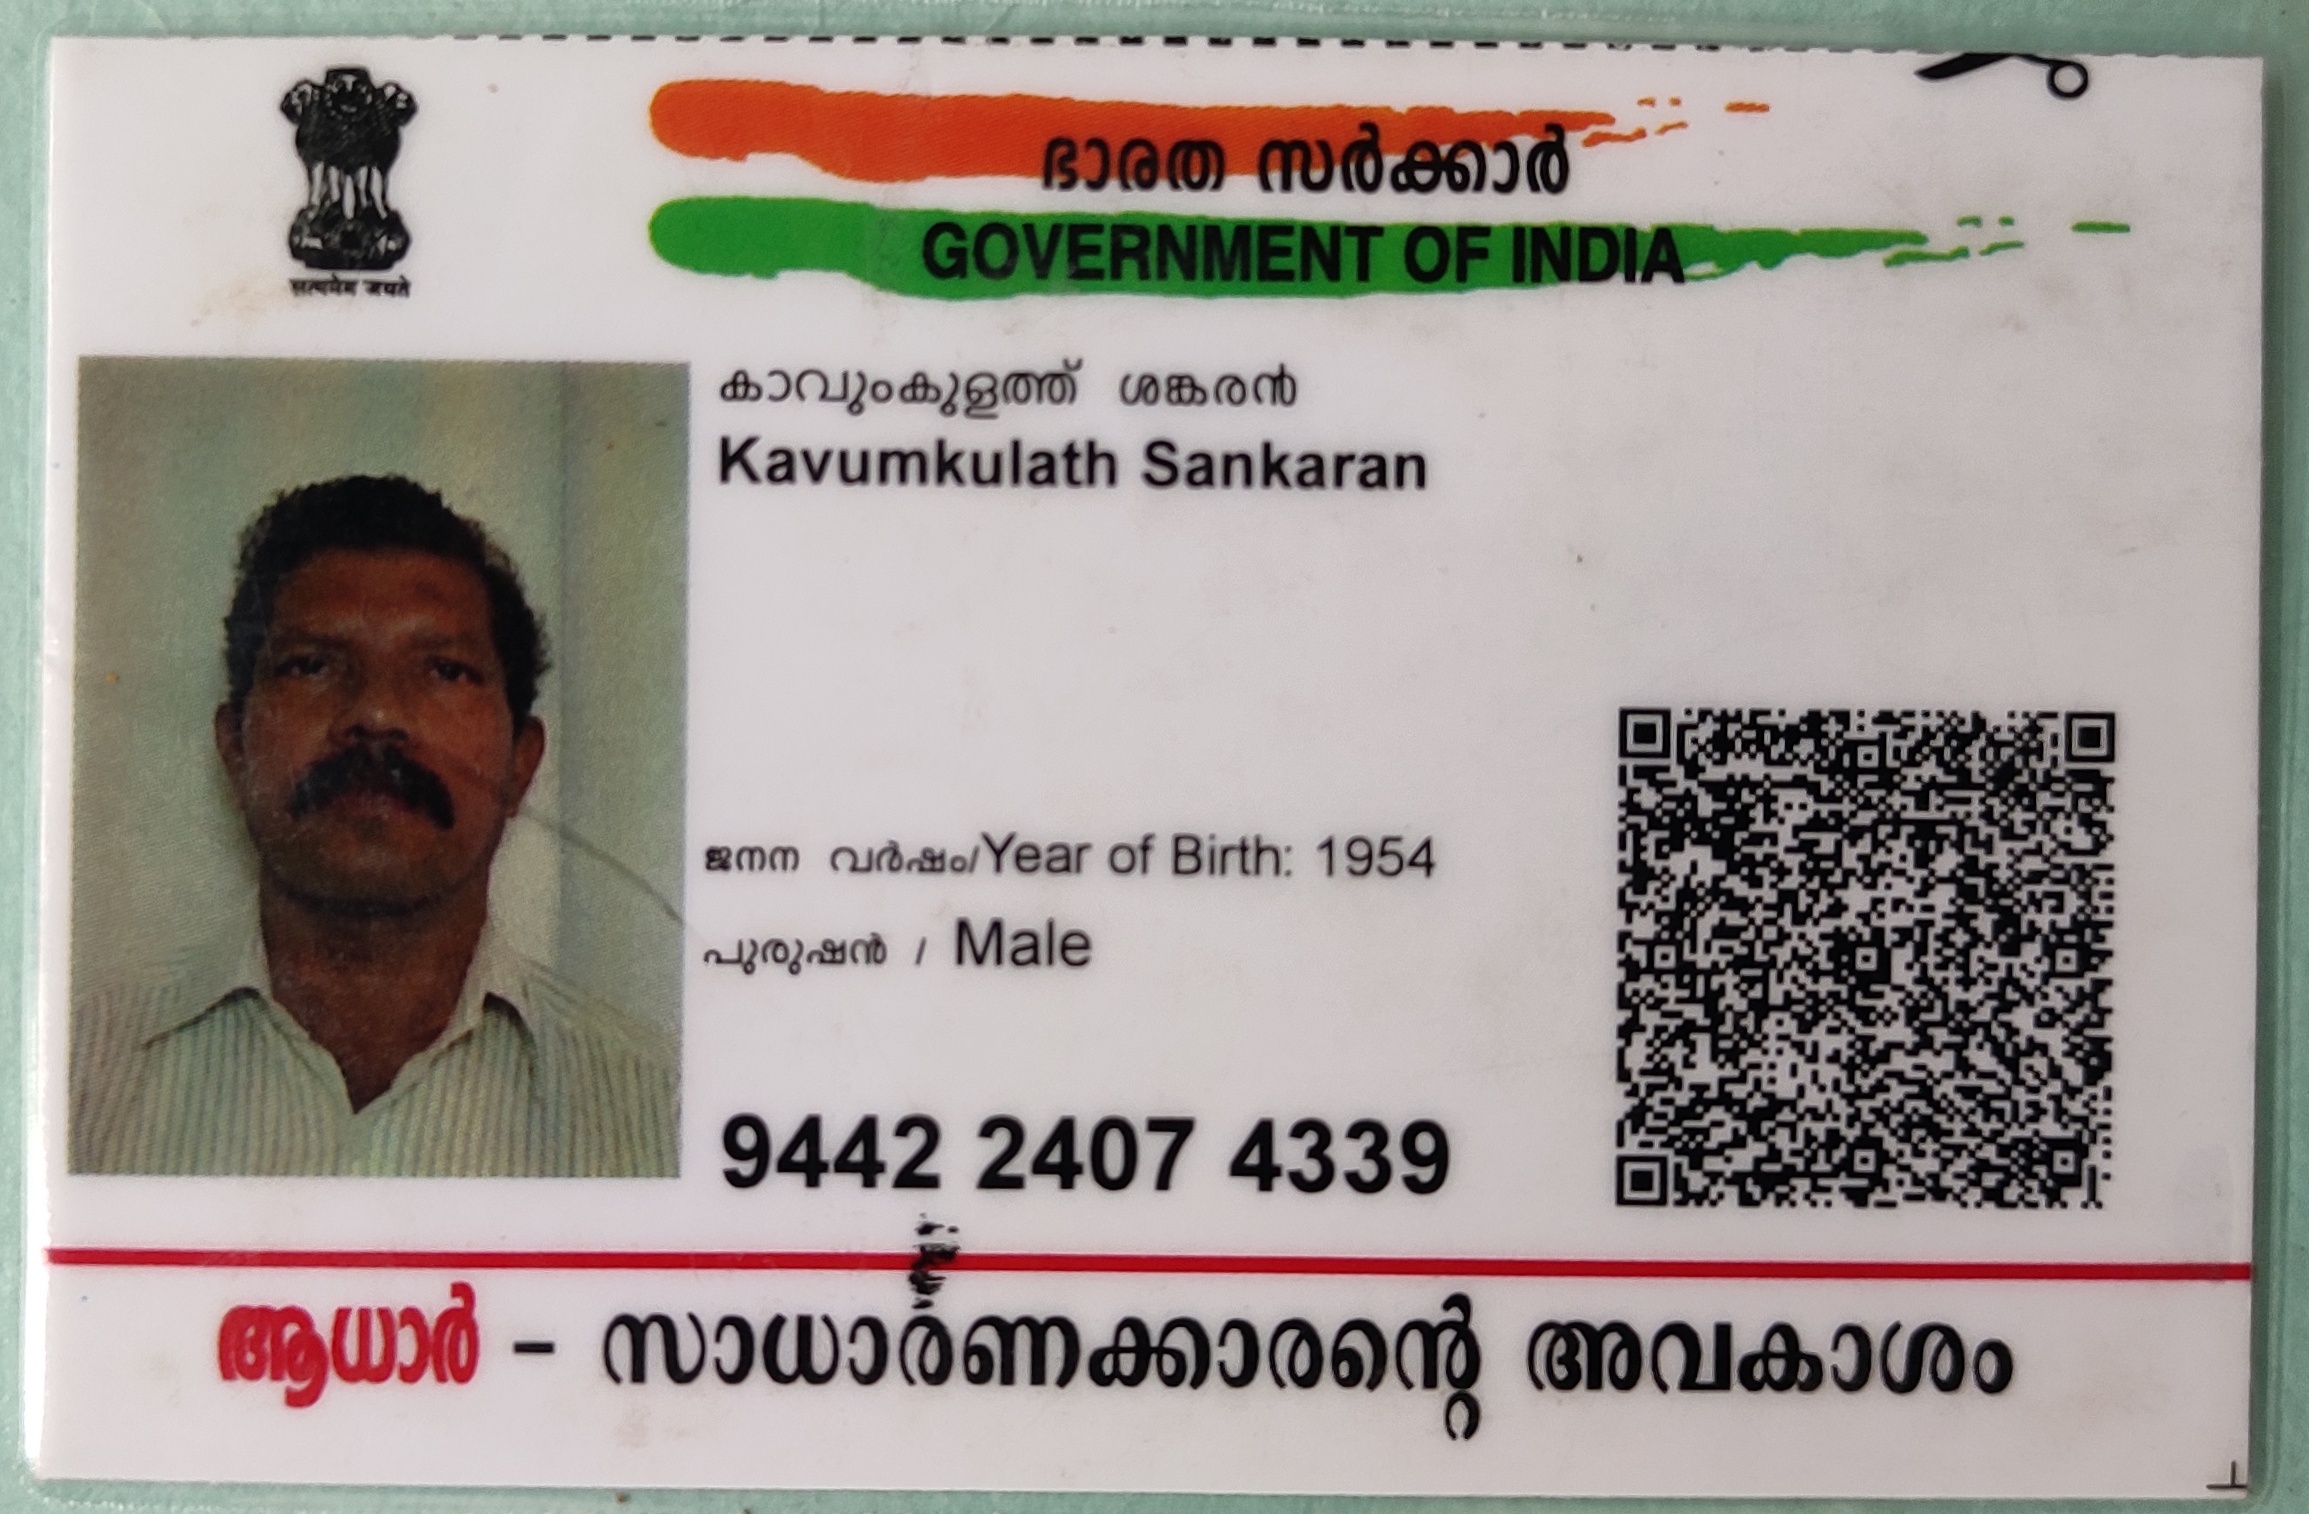 ഭാരത സർക്കാർ
GOVERNMENT OF INDIA
सत्यमेव जयते
കാവുംകുളത്ത് ശങ്കരൻ
Kavumkulath Sankaran
ജനന വർഷം/Year of Birth: 1954
പുരുഷൻ / Male
9442 2407 4339
ആധാർ - സാധാരണക്കാരന്റെ അവകാശം